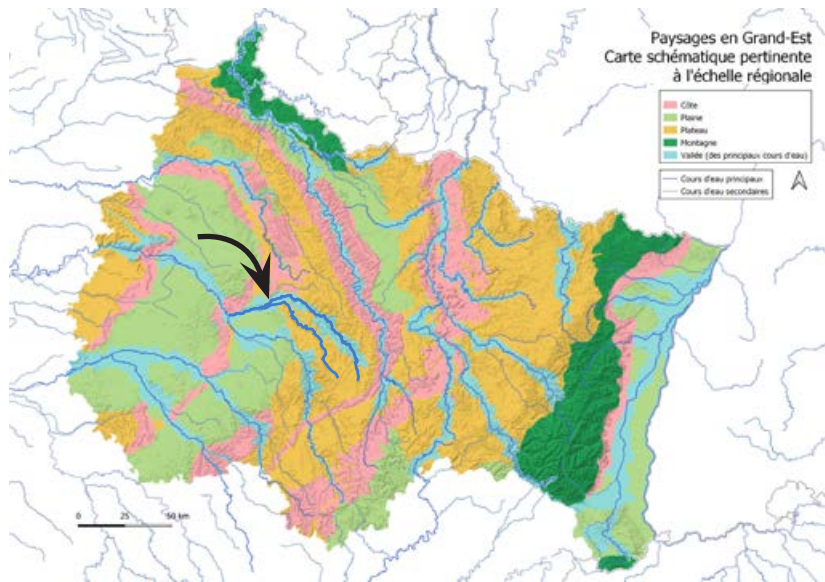 Paysages en Grand-Est
Carte schématique pertinente
à l'échelle régionale
Côte
Plaine
Plateau
Montagne
Vallée (des principaux cours d'eau)
Cours d'eau principaux
Cours d'eau secondaires
0 25 50 km